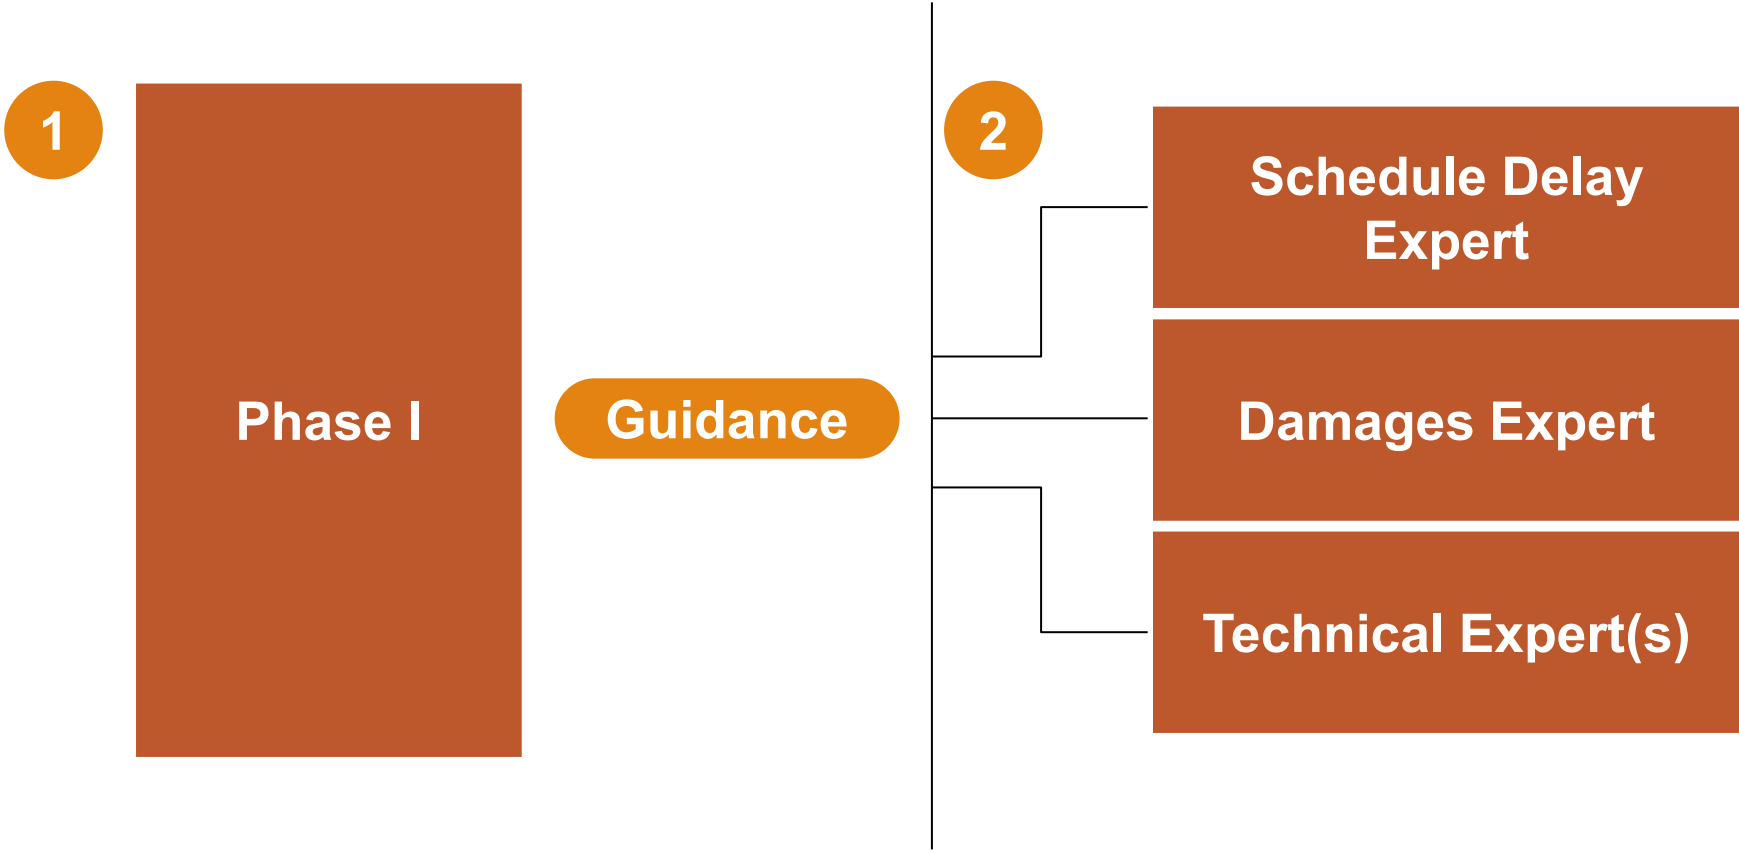 1
Phase I
Guidance
2
Schedule Delay
Expert
Damages Expert
Technical Expert(s)